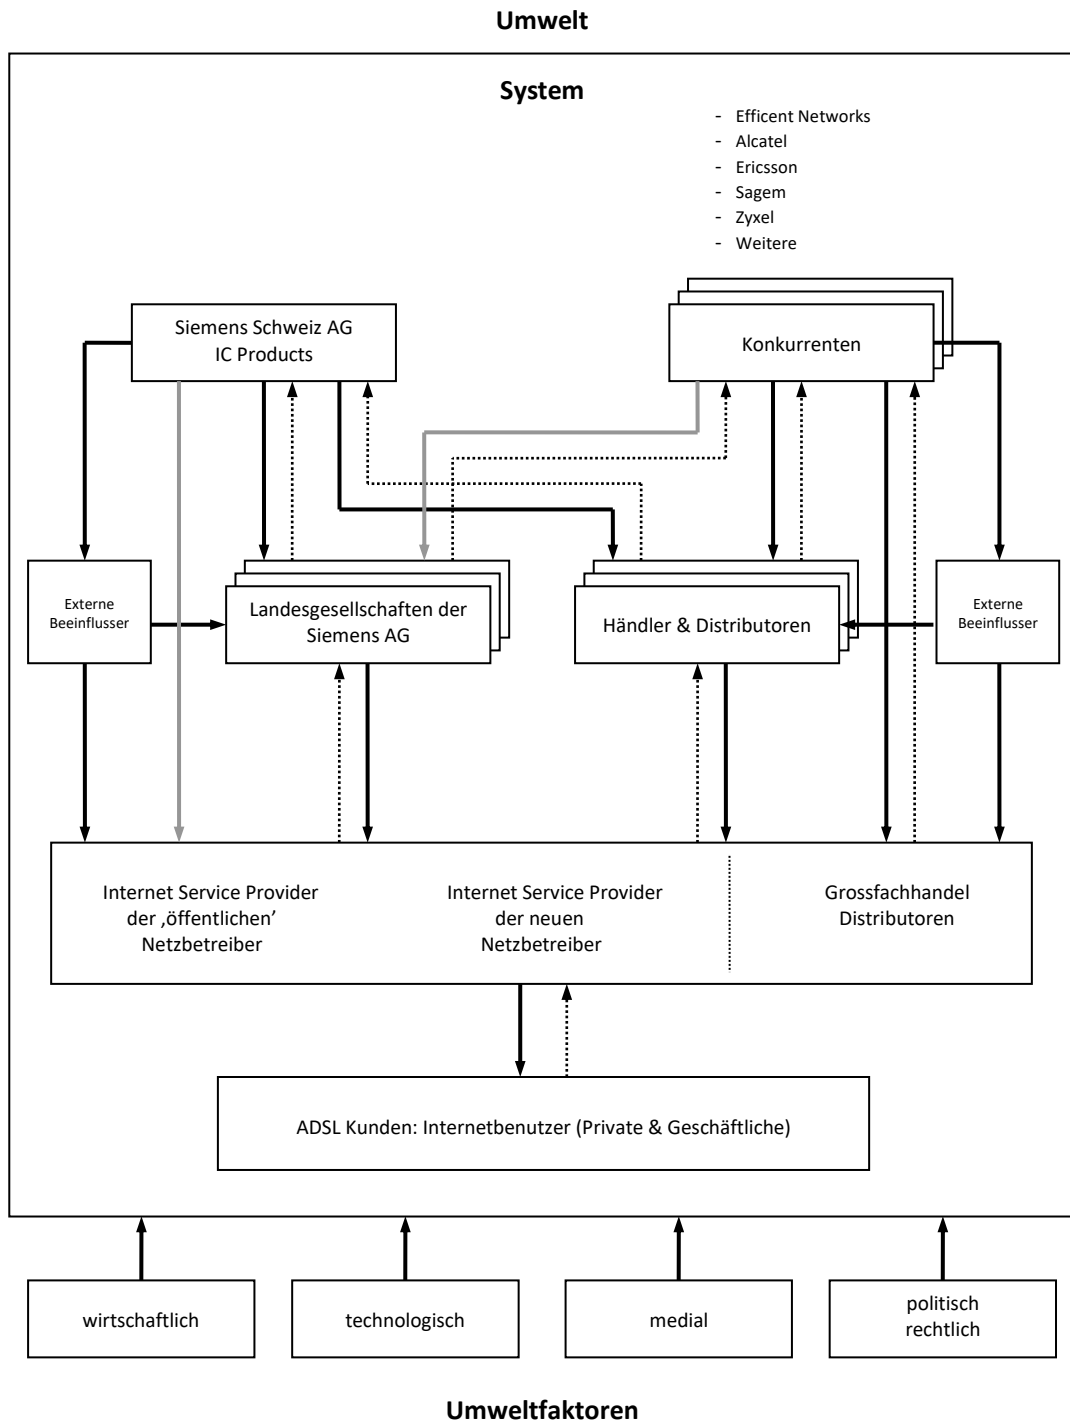 Umwelt
System
- Efficent Networks
- Alcatel
- Ericsson
- Sagem
- Zyxel
- Weitere
Siemens Schweiz AG
IC Products
Konkurrenten
Externe
Beeinflusser
Landesgesellschaften der
Siemens AG
Händler & Distributoren
Externe
Beeinflusser
Internet Service Provider
der ‚öffentlichen’
Netzbetreiber
Internet Service Provider
der neuen
Netzbetreiber
Grossfachhandel
Distributoren
ADSL Kunden: Internetbenutzer (Private & Geschäftliche)
wirtschaftlich
technologisch
medial
politisch
rechtlich
Umweltfaktoren